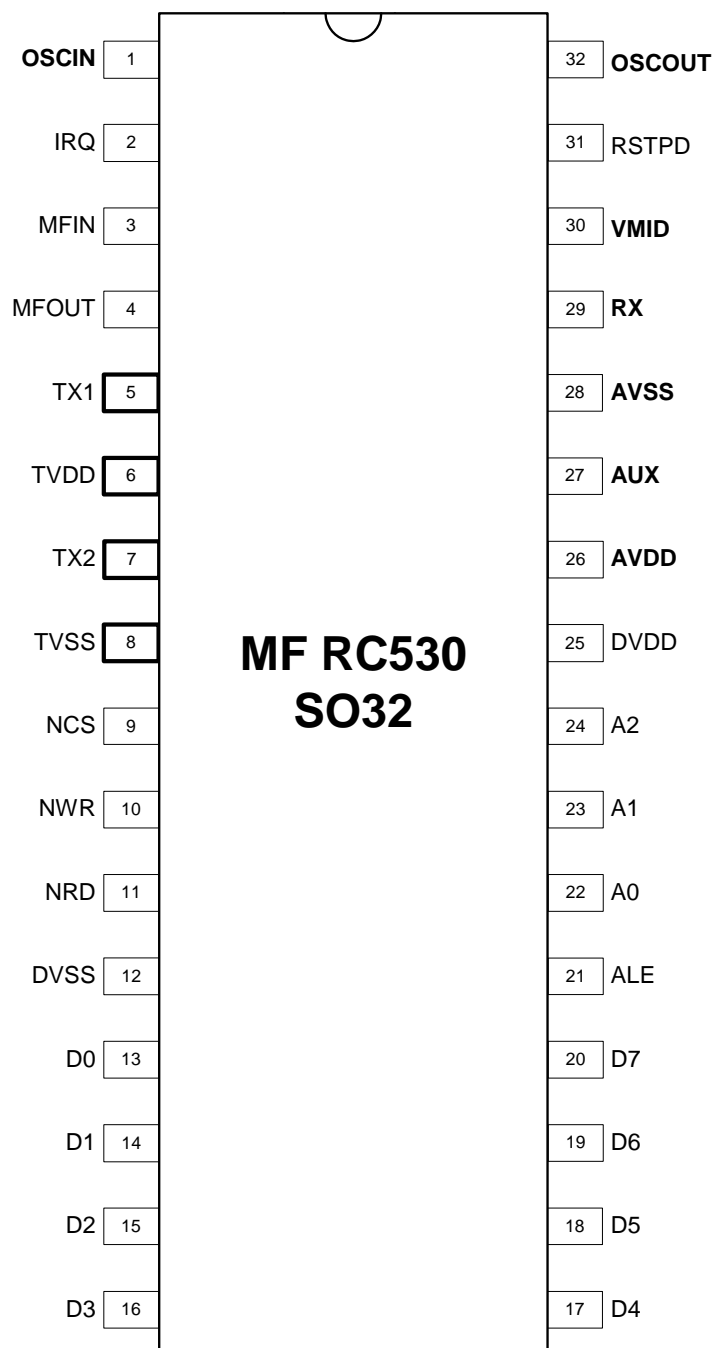 OSCIN 1 32 OSCOUT
IRQ 2 31 RSTPD
MFIN 3 30 VMID
MFOUT 4 29 RX
TX1 5 28 AVSS
TVDD 6 27 AUX
TX2 7 26 AVDD
TVSS 8 25 DVDD
MF RC530
SO32
NCS 9 24 A2
NWR 10 23 A1
NRD 11 22 A0
DVSS 12 21 ALE
D0 13 20 D7
D1 14 19 D6
D2 15 18 D5
D3 16 17 D4